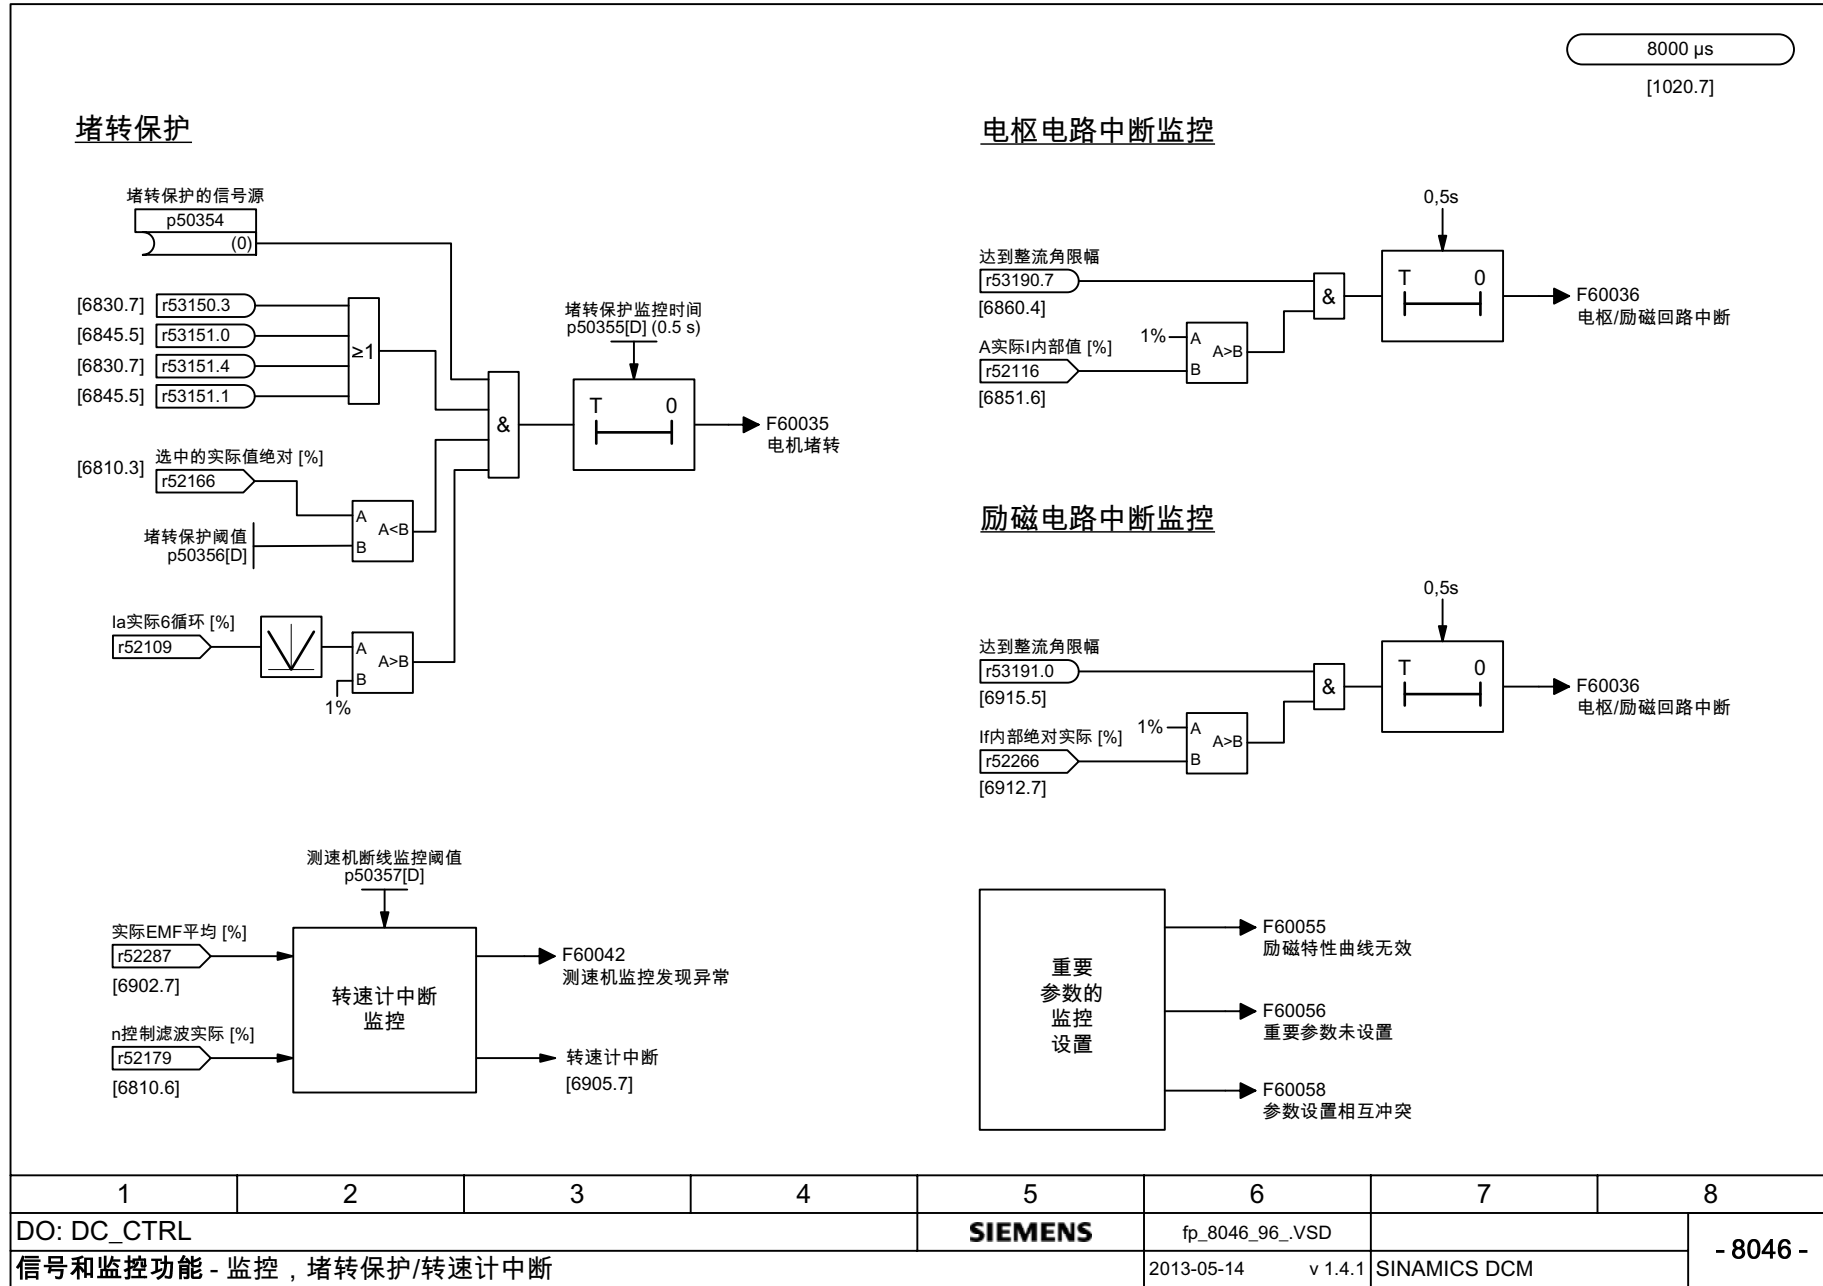 8000 µs
[1020.7]
堵转保护
堵转保护的信号源
p50354
(0)
[6830.7] r53150.3
[6845.5] r53151.0
[6830.7] r53151.4
[6845.5] r53151.1
≥1
选中的实际值绝对 [%]
[6810.3] r52166
堵转保护阈值
p50356[D]
A
A<B
B
Ia实际6循环 [%]
r52109
A
A>B
B
1%
&
堵转保护监控时间
p50355[D] (0.5 s)
T 0
F60035
电机堵转
电枢电路中断监控
0,5s
达到整流角限幅
r53190.7
[6860.4]
A实际I内部值 [%]
r52116
[6851.6]
1%
A
A>B
B
&
T 0
F60036
电枢/励磁回路中断
励磁电路中断监控
0,5s
达到整流角限幅
r53191.0
[6915.5]
If内部绝对实际 [%]
r52266
[6912.7]
1%
A
A>B
B
&
T 0
F60036
电枢/励磁回路中断
测速机断线监控阈值
p50357[D]
实际EMF平均 [%]
r52287
[6902.7]
n控制滤波实际 [%]
r52179
[6810.6]
转速计中断
监控
F60042
测速机监控发现异常
转速计中断
[6905.7]
重要
参数的
监控
设置
F60055
励磁特性曲线无效
F60056
重要参数未设置
F60058
参数设置相互冲突
1 2 3 4 5 6 7 8
DO: DC_CTRL SIEMENS fp_8046_96_.VSD
信号和监控功能 - 监控，堵转保护/转速计中断 2013-05-14 v 1.4.1 SINAMICS DCM
- 8046 -